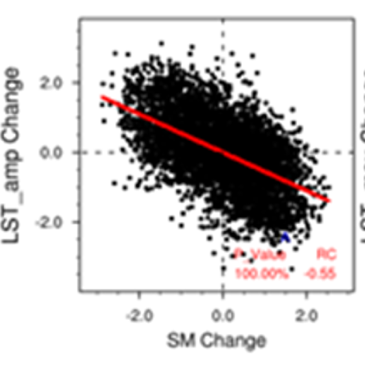 LST_amp Change
2.0
0.0
-2.0
P_Value RC
100.00% -0.55
-2.0 0.0 2.0
SM Change